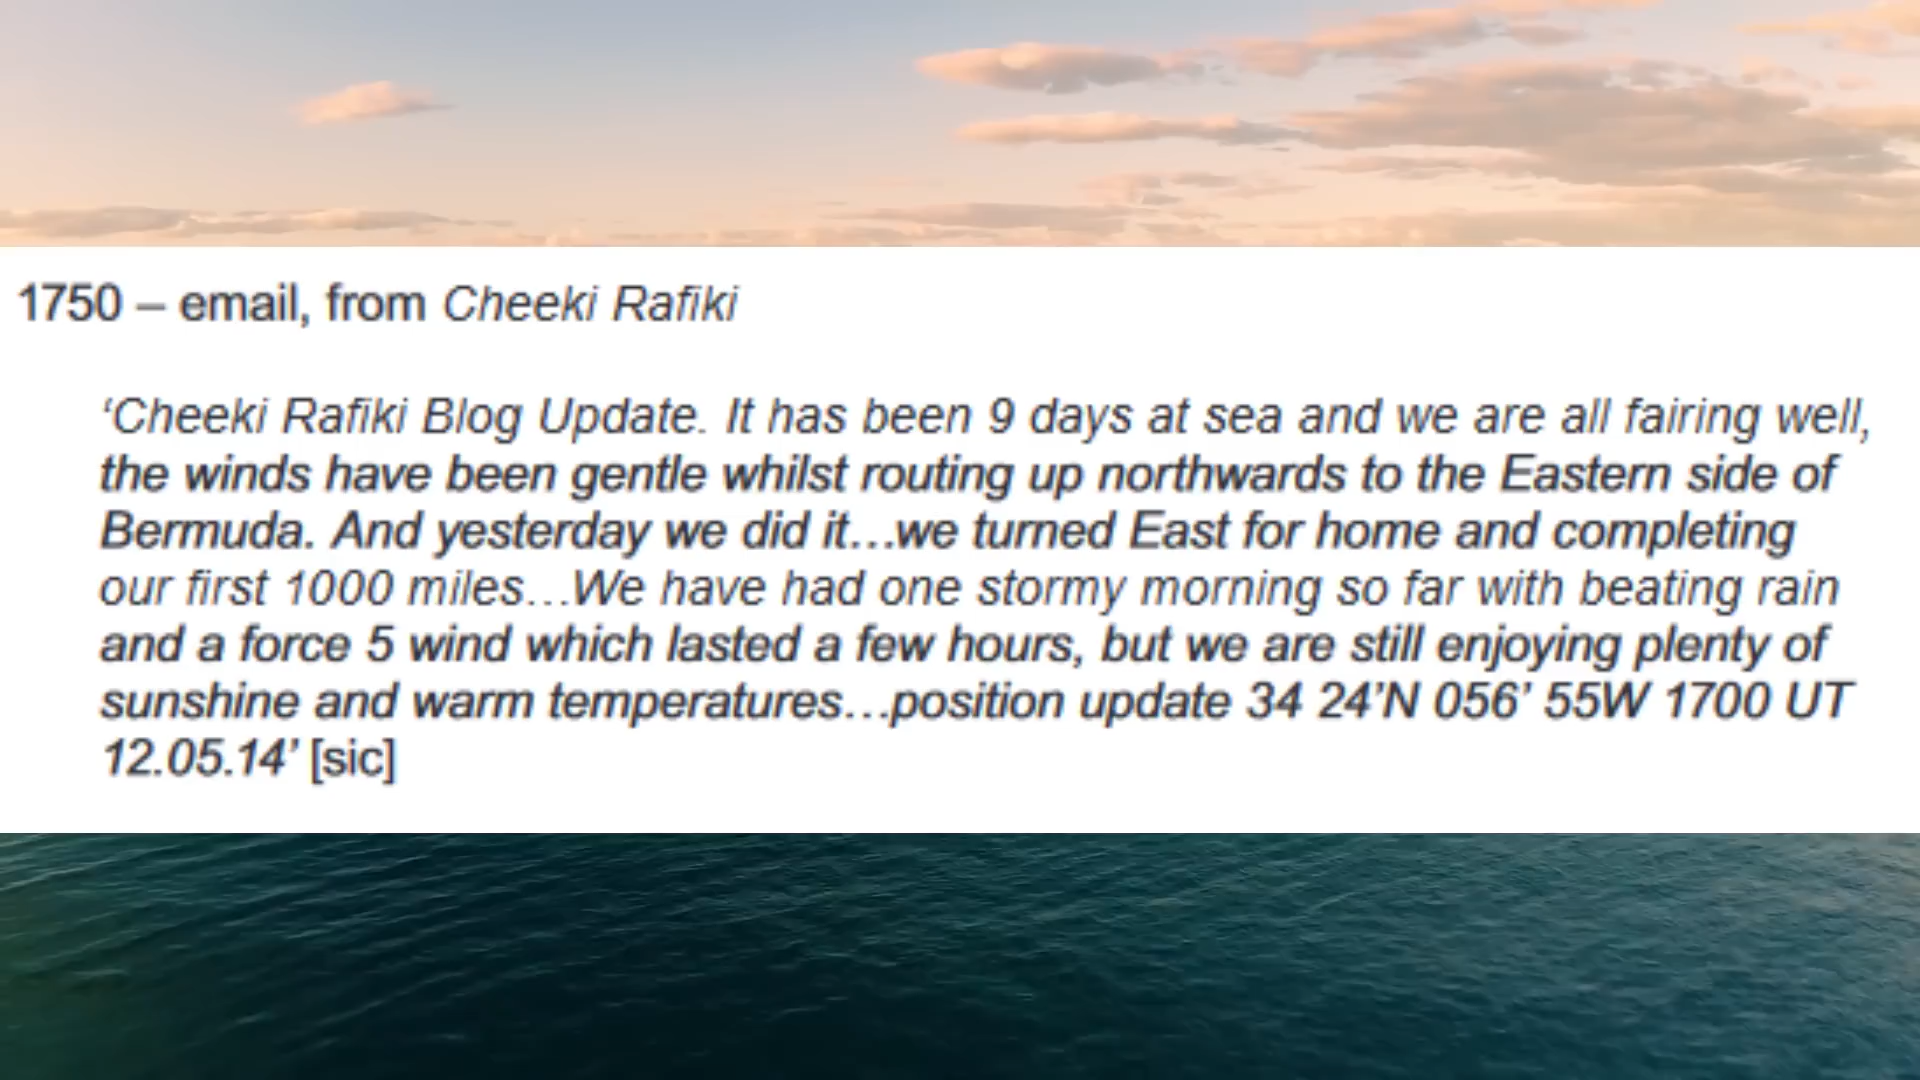 1750 – email, from Cheeki Rafiki
‘Cheeki Rafiki Blog Update. It has been 9 days at sea and we are all fairing well,
the winds have been gentle whilst routing up northwards to the Eastern side of
Bermuda. And yesterday we did it…we turned East for home and completing
our first 1000 miles…We have had one stormy morning so far with beating rain
and a force 5 wind which lasted a few hours, but we are still enjoying plenty of
sunshine and warm temperatures…position update 34 24’N 056’ 55W 1700 UT
12.05.14’ [sic]